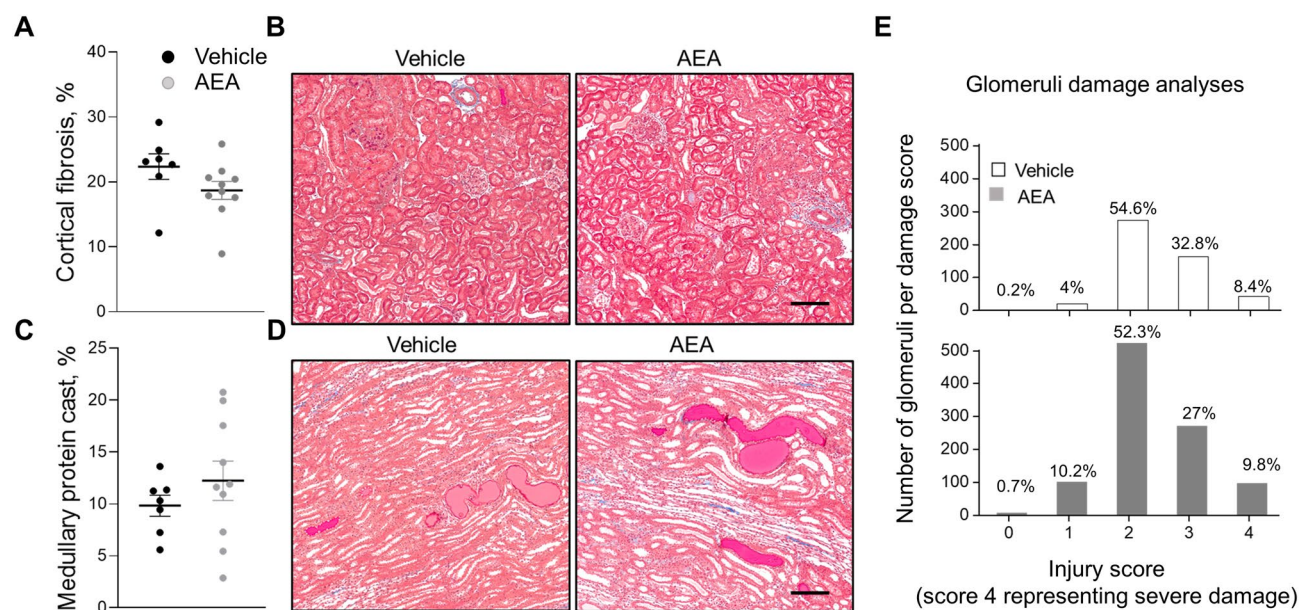 A
Cortical fibrosis, %
40
30
20
10
0
Vehicle
AEA
B
Vehicle
AEA
C
Medullary protein cast, %
25
20
15
10
5
0
D
Vehicle
AEA
E
Glomeruli damage analyses
Number of glomeruli per damage score
500
400
300
200
100
0
Vehicle
AEA
0.2%
4%
54.6%
32.8%
8.4%
500
400
300
200
100
0
0.7%
10.2%
52.3%
27%
9.8%
0 1 2 3 4
Injury score
(score 4 representing severe damage)